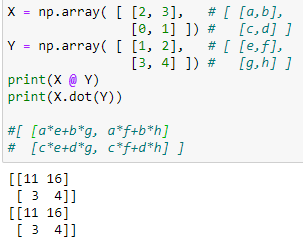 X = np.array( [ [2, 3],   # [ [a,b],
                [0, 1] ]) #   [c,d] ]
Y = np.array( [ [1, 2],   # [ [e,f],
                [3, 4] ]) #   [g,h] ]
print(X @ Y)
print(X.dot(Y))

#[ [a*e+b*g, a*f+b*h]
#  [c*e+d*g, c*f+d*h] ]
[[11 16]
 [ 3  4]]
[[11 16]
 [ 3  4]]